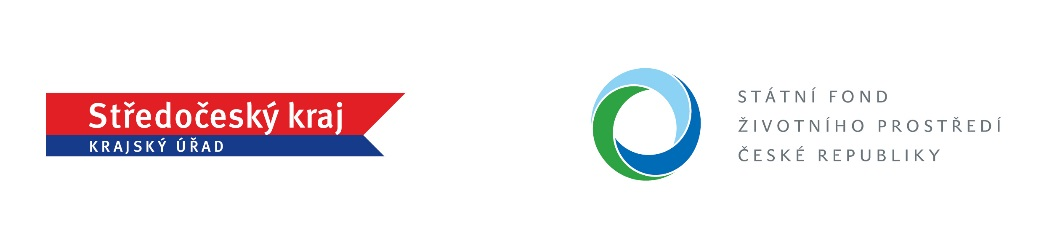 Středočeský kraj
KRAJSKÝ ÚŘAD
STÁTNÍ FOND
ŽIVOTNÍHO PROSTŘEDÍ
ČESKÉ REPUBLIKY